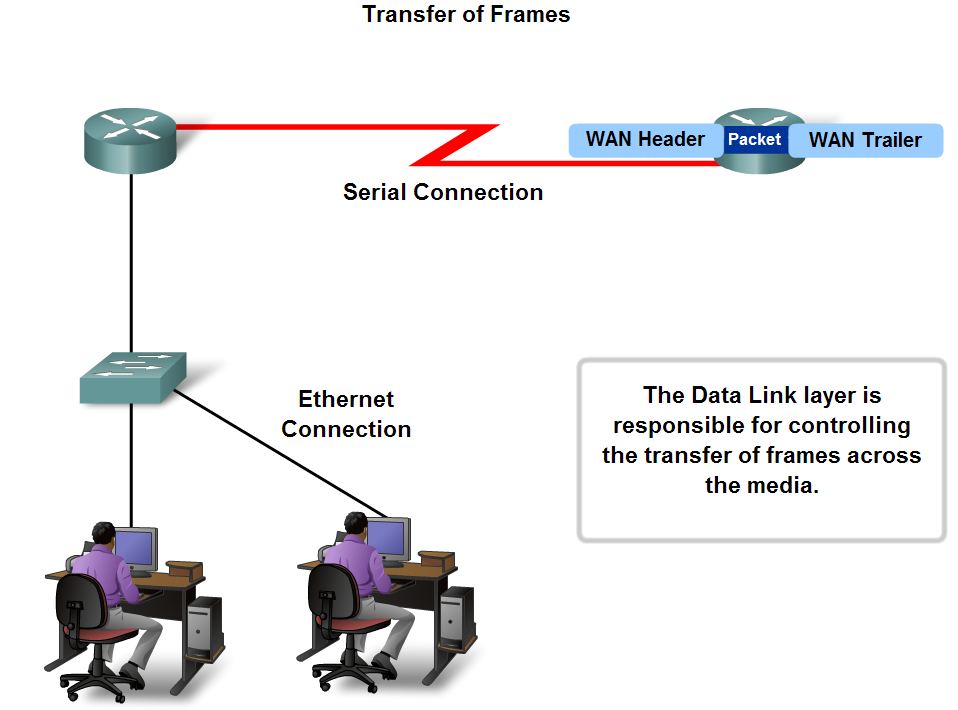 Transfer of Frames
WAN Header
Packet
WAN Trailer
Serial Connection
Ethernet
Connection
The Data Link layer is
responsible for controlling
the transfer of frames across
the media.